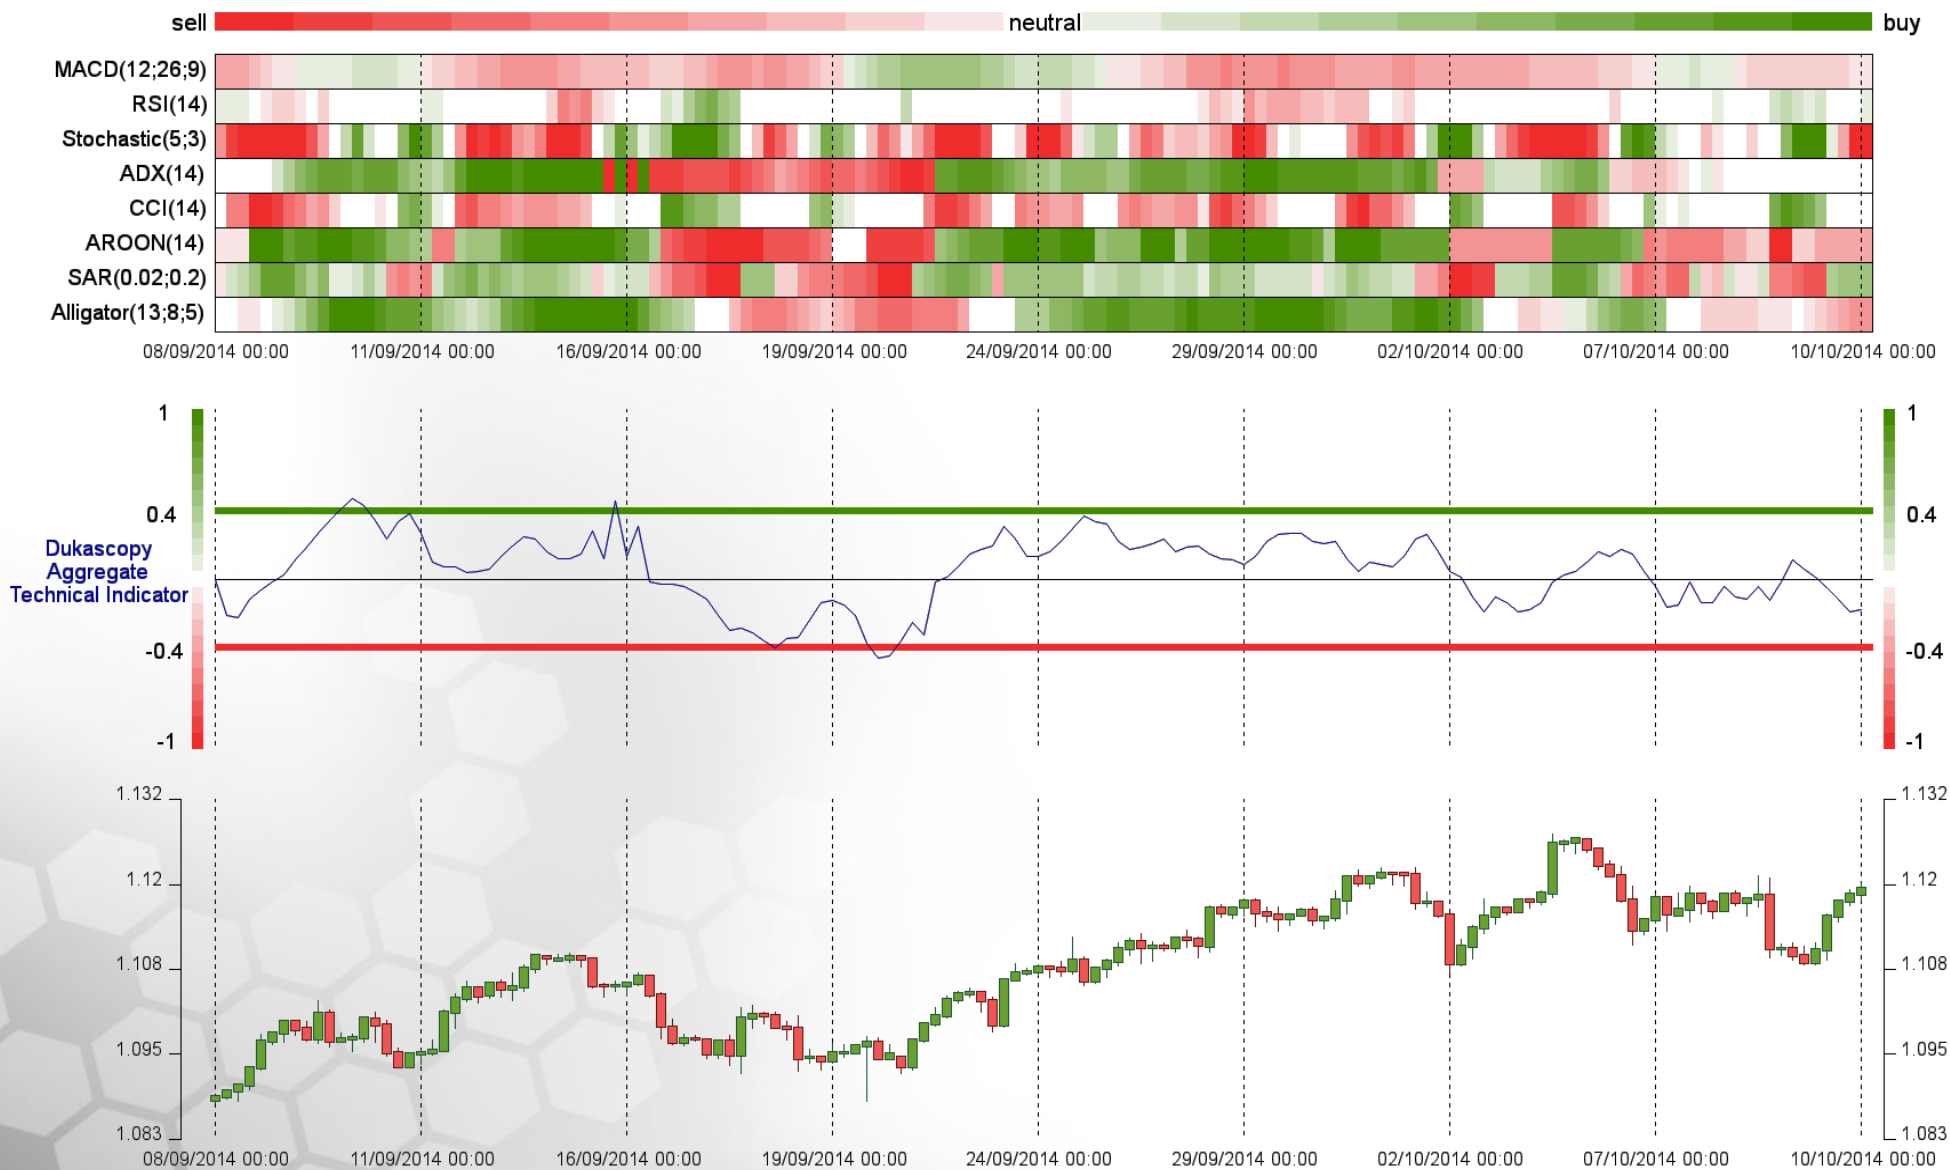 sell neutral buy
MACD(12;26;9)
RSI(14)
Stochastic(5;3)
ADX(14)
CCI(14)
AROON(14)
SAR(0.02;0.2)
Alligator(13;8;5)
08/09/2014 00:00 11/09/2014 00:00 16/09/2014 00:00 19/09/2014 00:00 24/09/2014 00:00 29/09/2014 00:00 02/10/2014 00:00 07/10/2014 00:00 10/10/2014 00:00
1 1
0.4 0.4
Dukascopy
Aggregate
Technical Indicator
-0.4 -0.4
-1 -1
1.132 1.132
1.12 1.12
1.108 1.108
1.095 1.095
1.083 1.083
08/09/2014 00:00 11/09/2014 00:00 16/09/2014 00:00 19/09/2014 00:00 24/09/2014 00:00 29/09/2014 00:00 02/10/2014 00:00 07/10/2014 00:00 10/10/2014 00:00